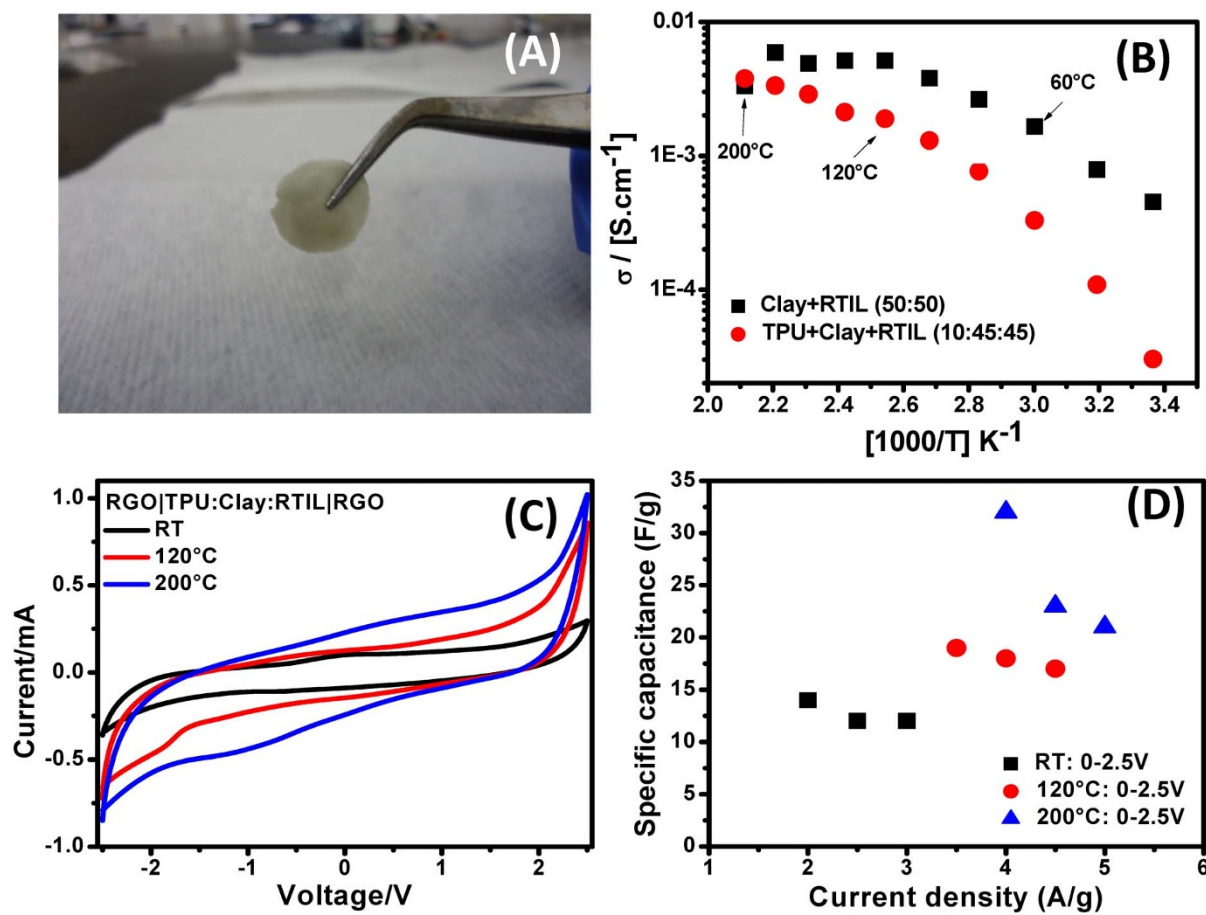 (A)
(B)
0.01
1E-3
1E-4
σ / [S.cm⁻¹]
60°C
200°C
120°C
Clay+RTIL (50:50)
TPU+Clay+RTIL (10:45:45)
2.0 2.2 2.4 2.6 2.8 3.0 3.2 3.4
[1000/T] K⁻¹
(C)
RGO|TPU:Clay:RTIL|RGO
RT
120°C
200°C
1.0
0.5
0.0
-0.5
-1.0
Current/mA
-2 -1 0 1 2
Voltage/V
(D)
35
30
25
20
15
10
5
0
Specific capacitance (F/g)
RT: 0-2.5V
120°C: 0-2.5V
200°C: 0-2.5V
1 2 3 4 5 6
Current density (A/g)